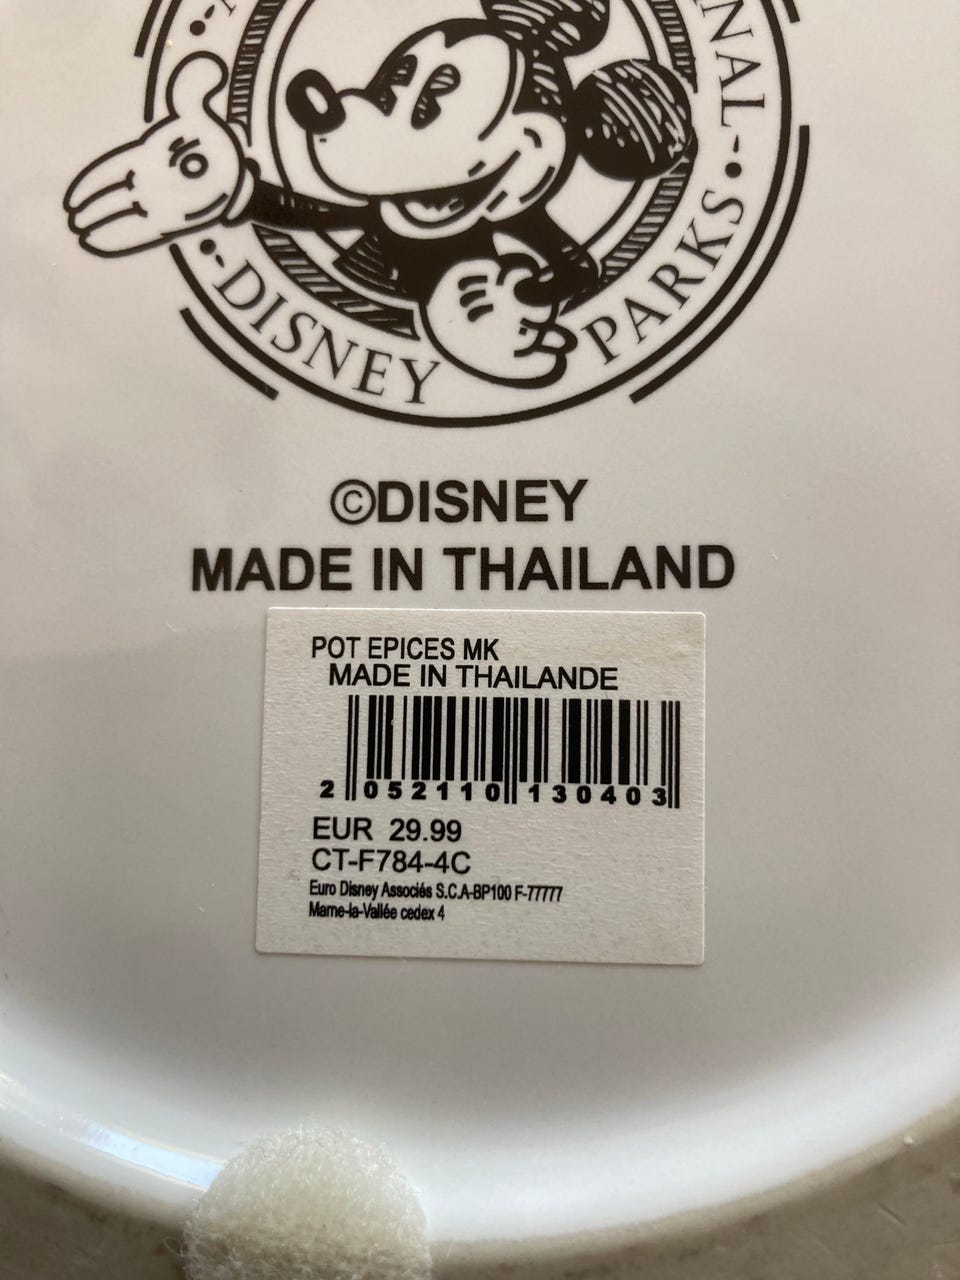 DISNEY PARKS
©DISNEY
MADE IN THAILAND
POT EPICES MK
MADE IN THAILANDE
2 052110 130403
EUR 29.99
CT-F784-4C
Euro Disney Associés S.C.A-BP100 F-77777
Marne-la-Vallée cedex 4